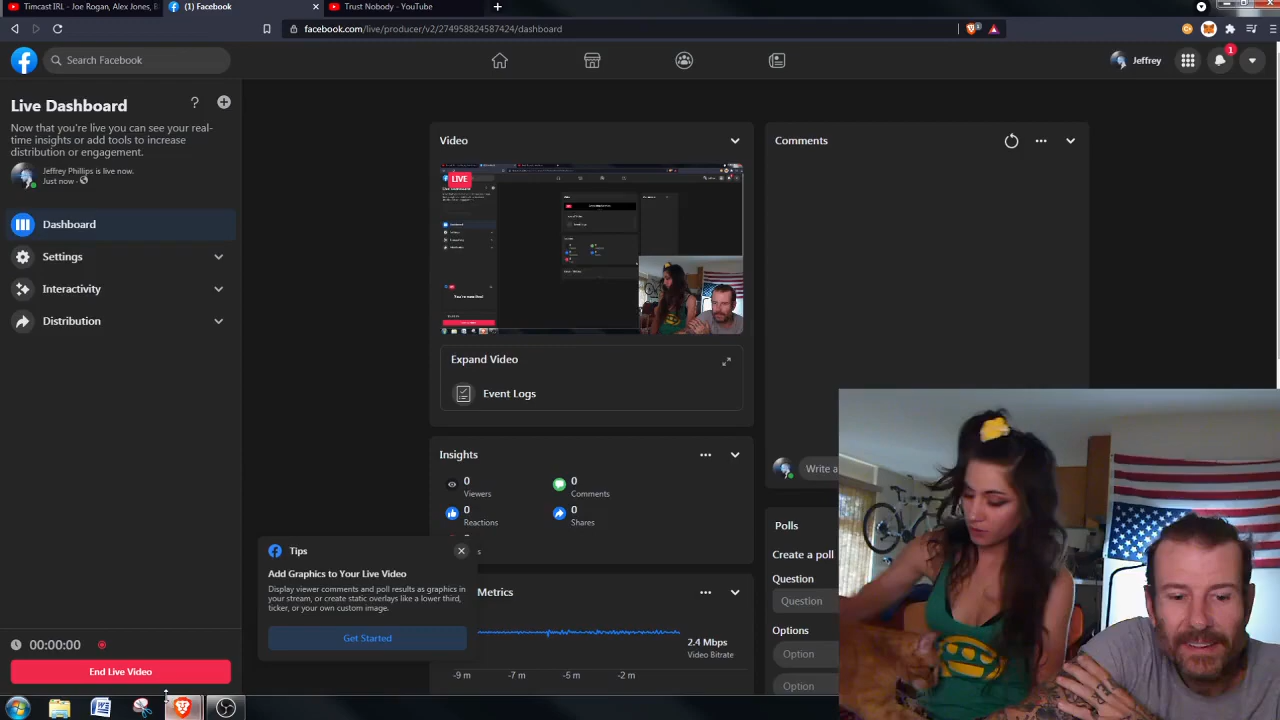 Timcast IRL - Joe Rogan, Alex Jones, B
(1) Facebook
Trust Nobody - YouTube
facebook.com/live/producer/v2/274958824587424/dashboard
Search Facebook
Jeffrey
1
Live Dashboard
Now that you're live you can see your real-
time insights or add tools to increase
distribution or engagement.
Jeffrey Phillips is live now.
Just now
Dashboard
Settings
Interactivity
Distribution
00:00:00
End Live Video
Video
LIVE
Expand Video
Event Logs
Insights
0
Viewers
0
Comments
0
Reactions
0
Shares
Tips
Add Graphics to Your Live Video
Display viewer comments and poll results as graphics in
your stream, or create static overlays like a lower third,
ticker, or your own custom image.
Get Started
Metrics
2.4 Mbps
Video Bitrate
-9 m
-7 m
-5 m
-2 m
Comments
Write a
Polls
Create a poll
Question
Question
Options
Option
Option